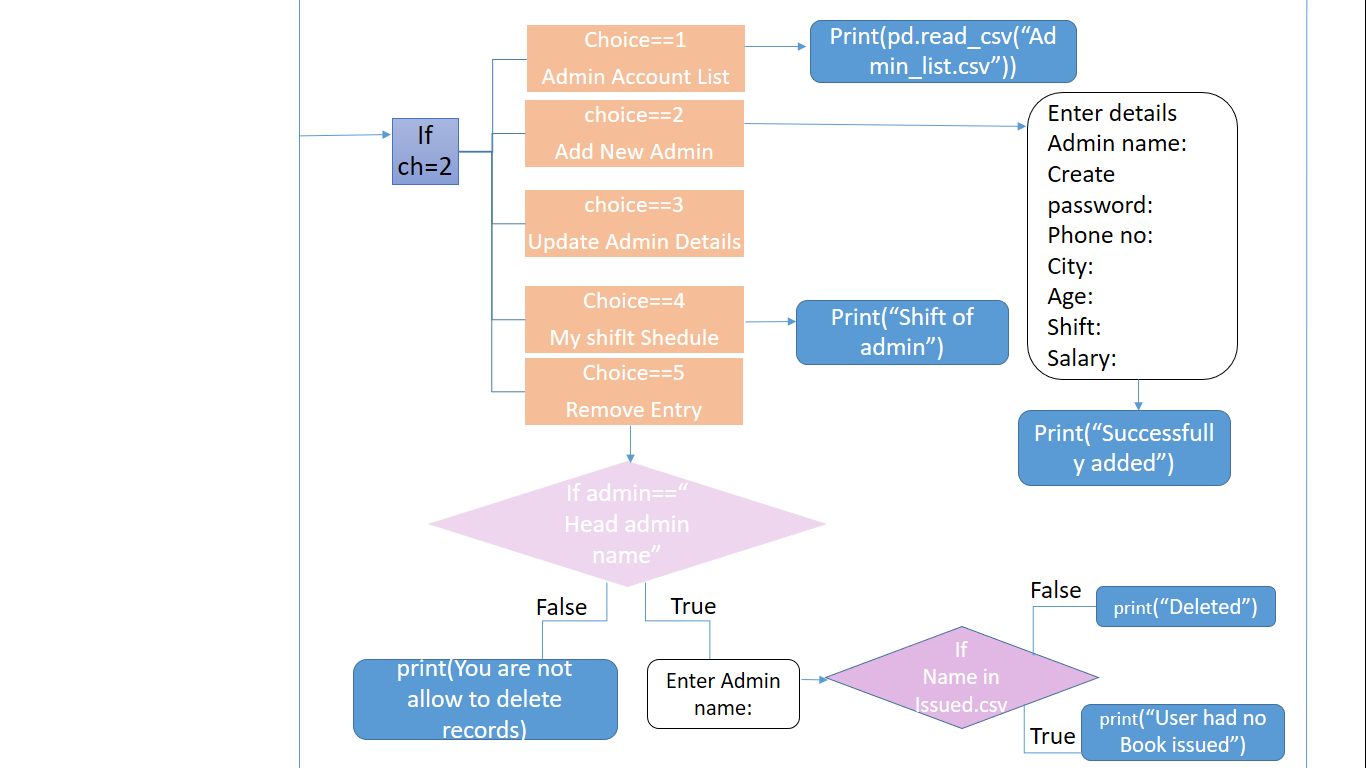 Choice==1
Admin Account List
Print(pd.read_csv(“Ad
min_list.csv”))
If
ch=2
choice==2
Add New Admin
Enter details
Admin name:
Create
password:
Phone no:
City:
Age:
Shift:
Salary:
choice==3
Update Admin Details
Choice==4
My shiflt Shedule
Print(“Shift of
admin”)
Choice==5
Remove Entry
Print(“Successfull
y added”)
If admin==“
Head admin
name”
False
True
print(You are not
allow to delete
records)
Enter Admin
name:
If
Name in
Issued.csv
False
print(“Deleted”)
True
print(“User had no
Book issued”)